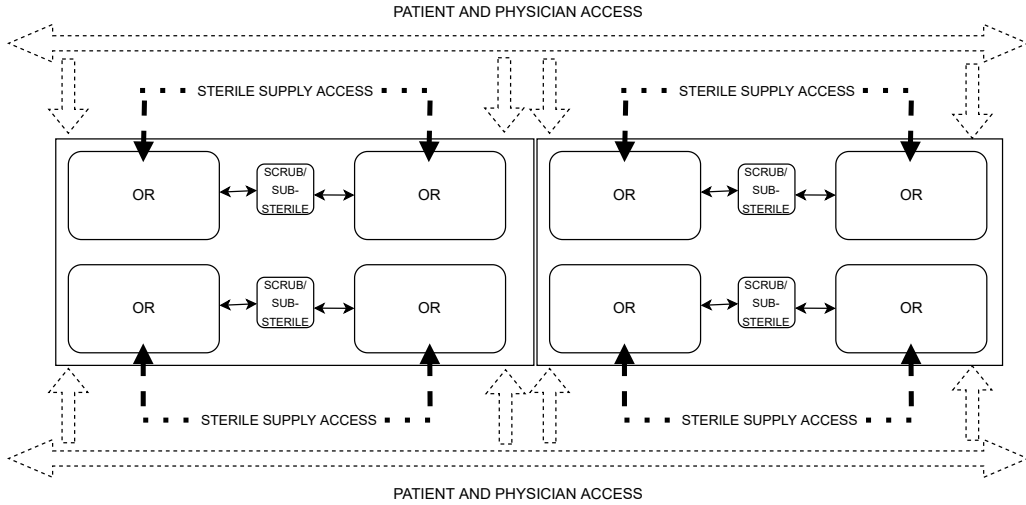 PATIENT AND PHYSICIAN ACCESS
STERILE SUPPLY ACCESS
STERILE SUPPLY ACCESS
OR
SCRUB/
SUB-
STERILE
OR
OR
SCRUB/
SUB-
STERILE
OR
OR
SCRUB/
SUB-
STERILE
OR
OR
SCRUB/
SUB-
STERILE
OR
STERILE SUPPLY ACCESS
STERILE SUPPLY ACCESS
PATIENT AND PHYSICIAN ACCESS